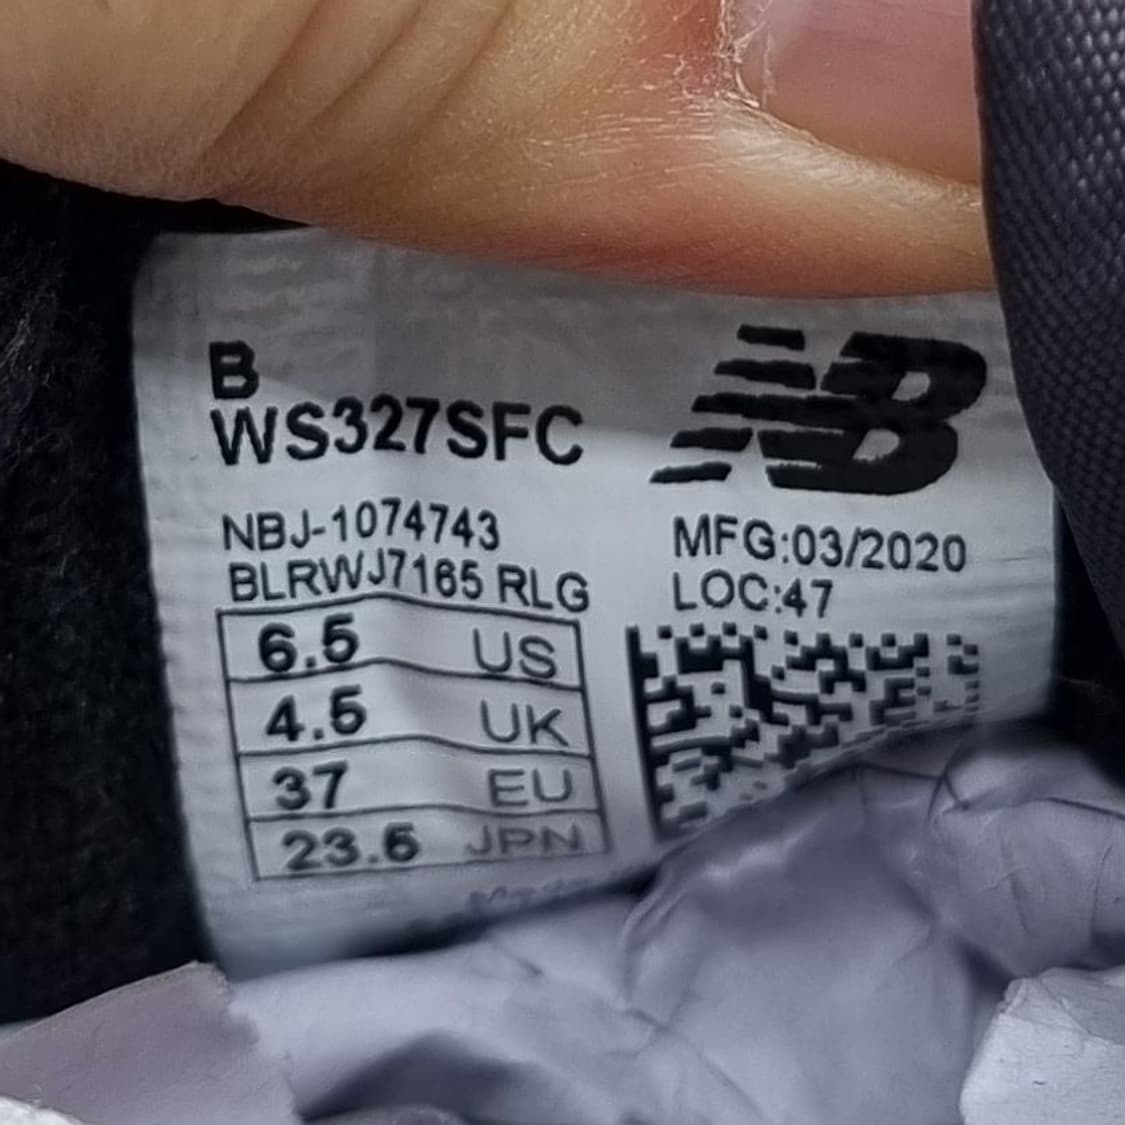 B
WS327SFC
NB
NBJ-1074743
BLRWJ7165 RLG
MFG:03/2020
LOC:47
6.5 US
4.5 UK
37 EU
23.5 JPN